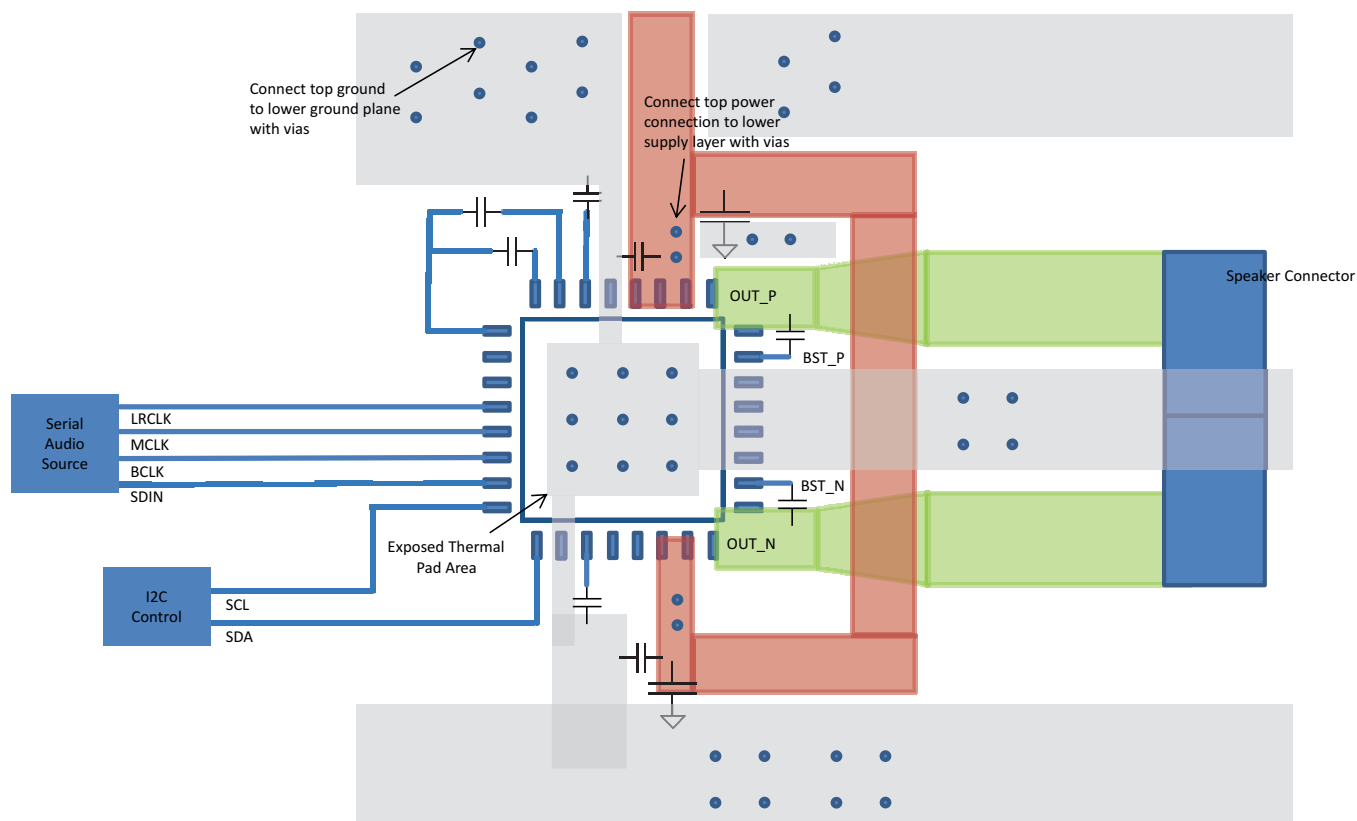 Connect top ground
to lower ground plane
with vias
Connect top power
connection to lower
supply layer with vias
OUT_P
Speaker Connector
BST_P
Serial
Audio
Source
LRCLK
MCLK
BCLK
SDIN
BST_N
Exposed Thermal
Pad Area
OUT_N
I2C
Control
SCL
SDA